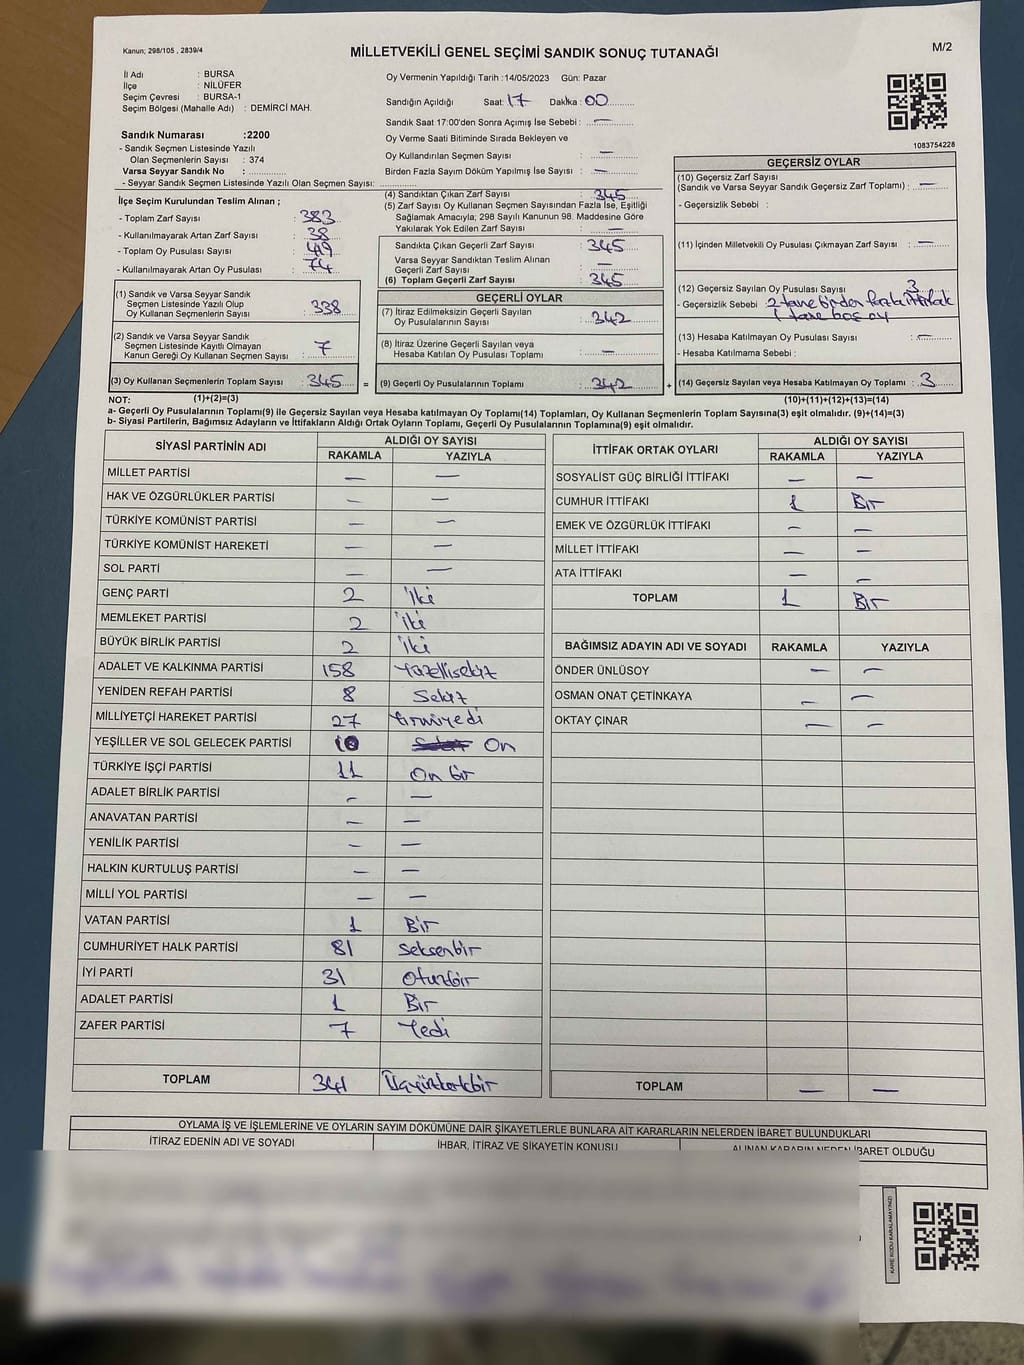 Kanun; 298/105 , 2839/4
MİLLETVEKİLİ GENEL SEÇİMİ SANDIK SONUÇ TUTANAĞI
M/2
İl Adı : BURSA
İlçe : NİLÜFER
Seçim Çevresi : BURSA-1
Seçim Bölgesi (Mahalle Adı) : DEMİRCİ MAH.
Sandık Numarası :2200
- Sandık Seçmen Listesinde Yazılı
Olan Seçmenlerin Sayısı : 374
Varsa Seyyar Sandık No :
- Seyyar Sandık Seçmen Listesinde Yazılı Olan Seçmen Sayısı:
Oy Vermenin Yapıldığı Tarih :14/05/2023 Gün: Pazar
Sandığın Açıldığı Saat: 17 Dakika : 00
Sandık Saat 17:00'den Sonra Açımış İse Sebebi : —
Oy Verme Saati Bitiminde Sırada Bekleyen ve
Oy Kullandırılan Seçmen Sayısı : —
Birden Fazla Sayım Döküm Yapılmış İse Sayısı : —
1083754228
İlçe Seçim Kurulundan Teslim Alınan ;
- Toplam Zarf Sayısı : 383
- Kullanılmayarak Artan Zarf Sayısı : 38
- Toplam Oy Pusulası Sayısı : 419
- Kullanılmayarak Artan Oy Pusulası : 74
(1) Sandık ve Varsa Seyyar Sandık
Seçmen Listesinde Yazılı Olup
Oy Kullanan Seçmenlerin Sayısı : 338
(2) Sandık ve Varsa Seyyar Sandık
Seçmen Listesinde Kayıtlı Olmayan
Kanun Gereği Oy Kullanan Seçmen Sayısı : 7
(3) Oy Kullanan Seçmenlerin Toplam Sayısı : 345 =
(4) Sandıktan Çıkan Zarf Sayısı : 345
(5) Zarf Sayısı Oy Kullanan Seçmen Sayısından Fazla İse, Eşitliği
Sağlamak Amacıyla; 298 Sayılı Kanunun 98. Maddesine Göre
Yakılarak Yok Edilen Zarf Sayısı : —
Sandıkta Çıkan Geçerli Zarf Sayısı : 345
Varsa Seyyar Sandıktan Teslim Alınan
Geçerli Zarf Sayısı : —
(6) Toplam Geçerli Zarf Sayısı : 345
GEÇERLİ OYLAR
(7) İtiraz Edilmeksizin Geçerli Sayılan
Oy Pusulalarının Sayısı : 342
(8) İtiraz Üzerine Geçerli Sayılan veya
Hesaba Katılan Oy Pusulası Toplamı : —
(9) Geçerli Oy Pusulalarının Toplamı : 342 +
GEÇERSİZ OYLAR
(10) Geçersiz Zarf Sayısı
(Sandık ve Varsa Seyyar Sandık Geçersiz Zarf Toplamı) : —
- Geçersizlik Sebebi :
(11) İçinden Milletvekili Oy Pusulası Çıkmayan Zarf Sayısı : —
(12) Geçersiz Sayılan Oy Pusulası Sayısı : 3
- Geçersizlik Sebebi : 2 tane birden fazla ittifak
1 tane boş oy
(13) Hesaba Katılmayan Oy Pusulası Sayısı : —
- Hesaba Katılmama Sebebi :
(14) Geçersiz Sayılan veya Hesaba Katılmayan Oy Toplamı : 3
NOT: (1)+(2)=(3) (10)+(11)+(12)+(13)=(14)
a- Geçerli Oy Pusulalarının Toplamı(9) ile Geçersiz Sayılan veya Hesaba katılmayan Oy Toplamı(14) Toplamları, Oy Kullanan Seçmenlerin Toplam Sayısına(3) eşit olmalıdır. (9)+(14)=(3)
b- Siyasi Partilerin, Bağımsız Adayların ve İttifakların Aldığı Ortak Oyların Toplamı, Geçerli Oy Pusulalarının Toplamına(9) eşit olmalıdır.
SİYASİ PARTİNİN ADI ALDIĞI OY SAYISI
RAKAMLA YAZIYLA
MİLLET PARTİSİ — —
HAK VE ÖZGÜRLÜKLER PARTİSİ — —
TÜRKİYE KOMÜNİST PARTİSİ — —
TÜRKİYE KOMÜNİST HAREKETİ — —
SOL PARTİ — —
GENÇ PARTİ 2 İki
MEMLEKET PARTİSİ 2 İki
BÜYÜK BİRLİK PARTİSİ 2 İki
ADALET VE KALKINMA PARTİSİ 158 Yüzellisekiz
YENİDEN REFAH PARTİSİ 8 Sekiz
MİLLİYETÇİ HAREKET PARTİSİ 27 Yirmiyedi
YEŞİLLER VE SOL GELECEK PARTİSİ 10 On
TÜRKİYE İŞÇİ PARTİSİ 11 On bir
ADALET BİRLİK PARTİSİ — —
ANAVATAN PARTİSİ — —
YENİLİK PARTİSİ — —
HALKIN KURTULUŞ PARTİSİ — —
MİLLİ YOL PARTİSİ — —
VATAN PARTİSİ 1 Bir
CUMHURİYET HALK PARTİSİ 81 Seksenbir
İYİ PARTİ 31 Otuzbir
ADALET PARTİSİ 1 Bir
ZAFER PARTİSİ 7 Yedi
TOPLAM 341 Üçyüzkırkbir
İTTİFAK ORTAK OYLARI ALDIĞI OY SAYISI
RAKAMLA YAZIYLA
SOSYALİST GÜÇ BİRLİĞİ İTTİFAKI — —
CUMHUR İTTİFAKI 1 Bir
EMEK VE ÖZGÜRLÜK İTTİFAKI — —
MİLLET İTTİFAKI — —
ATA İTTİFAKI — —
TOPLAM 1 Bir
BAĞIMSIZ ADAYIN ADI VE SOYADI RAKAMLA YAZIYLA
ÖNDER ÜNLÜSOY — —
OSMAN ONAT ÇETİNKAYA — —
OKTAY ÇINAR — —
TOPLAM — —
OYLAMA İŞ VE İŞLEMLERİNE VE OYLARIN SAYIM DÖKÜMÜNE DAİR ŞİKAYETLERLE BUNLARA AİT KARARLARIN NELERDEN İBARET BULUNDUKLARI
İTİRAZ EDENİN ADI VE SOYADI İHBAR, İTİRAZ VE ŞİKAYETİN KONUSU ALINAN KARARIN NEDEN İBARET OLDUĞU
KARE KODU KARALAMAYINIZ!